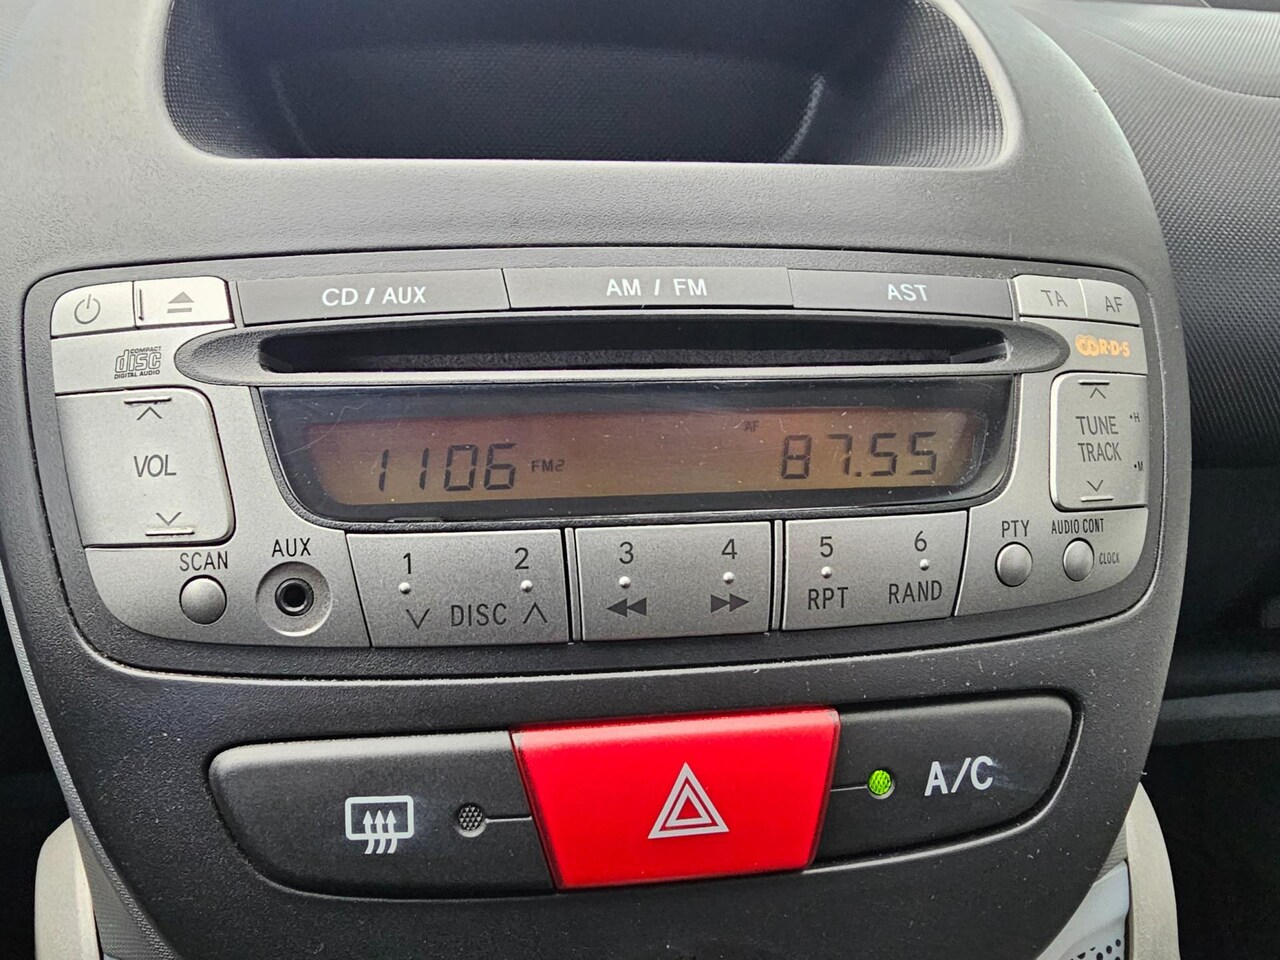 CD / AUX
AM / FM
AST
TA
AF
COMPACT
disc
DIGITAL AUDIO
R·D·S
VOL
1106
FM2
AF
87.55
TUNE
TRACK
•H
•M
SCAN
AUX
1
2
DISC
3
4
5
RPT
6
RAND
PTY
AUDIO CONT
CLOCK
A/C